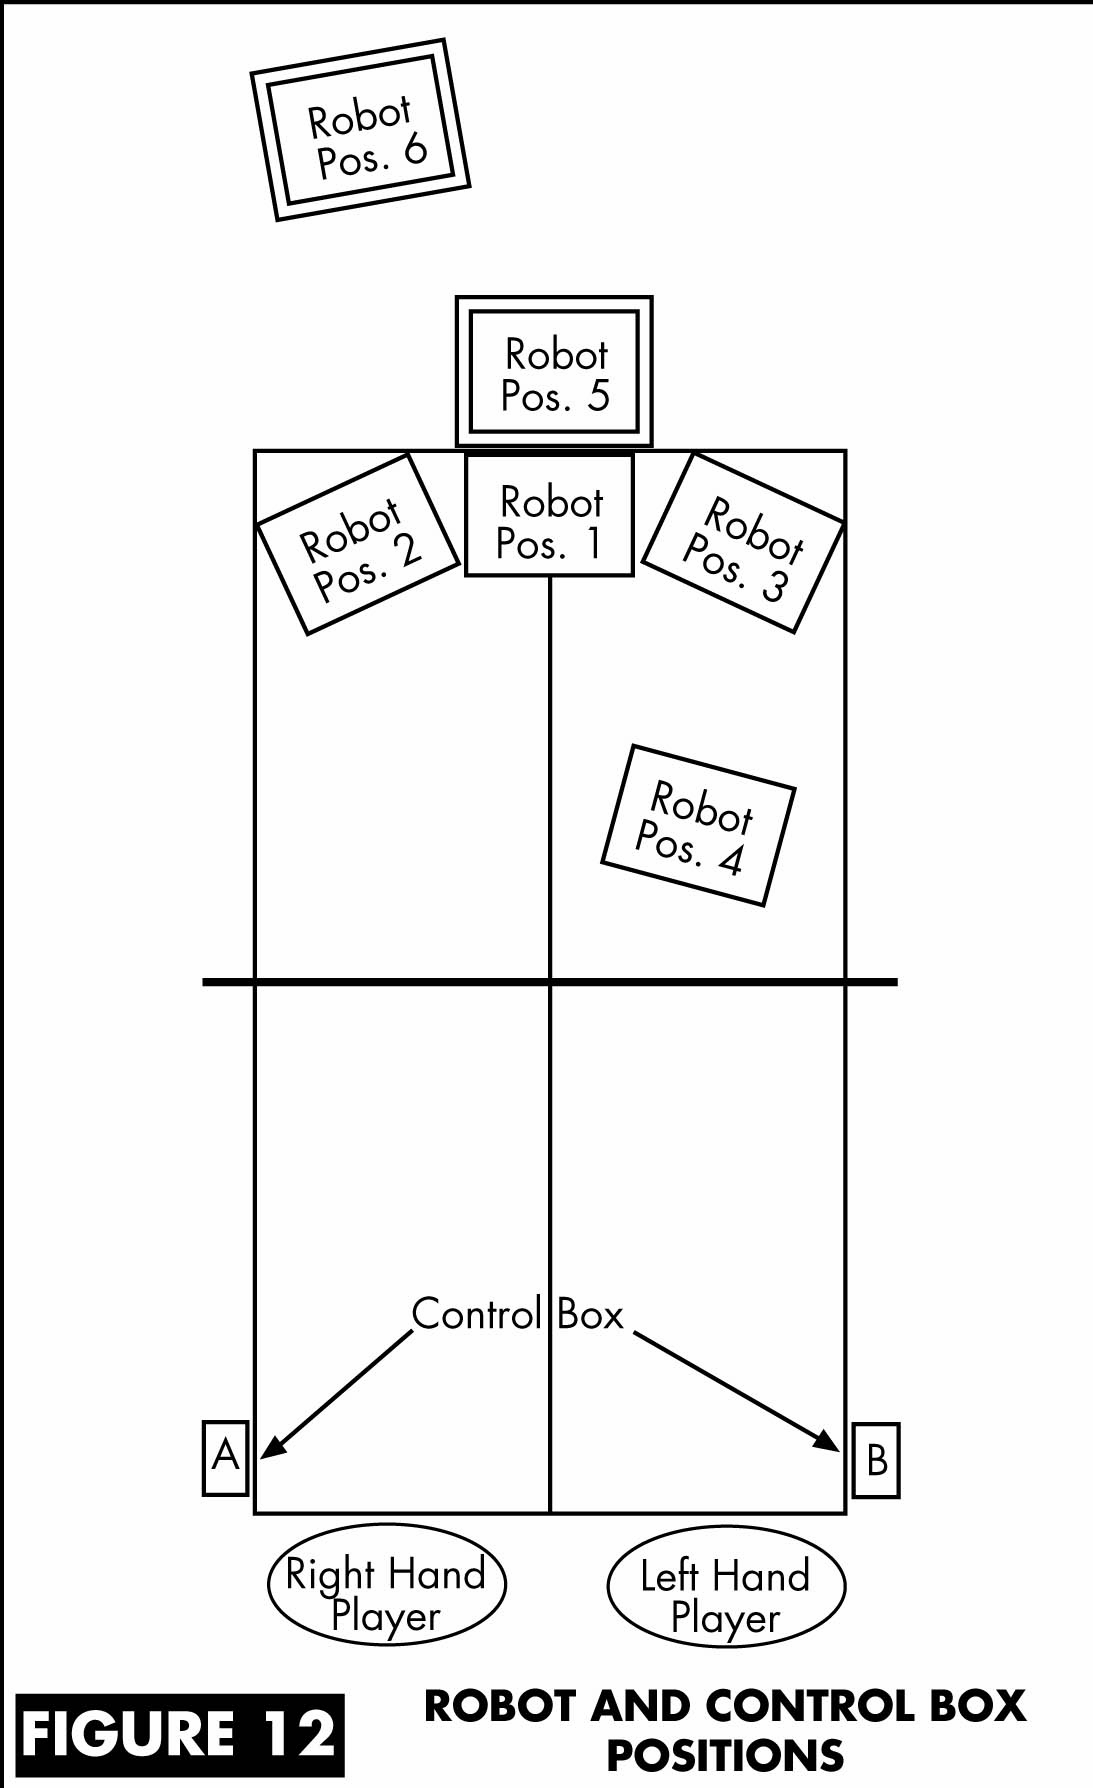 Robot
Pos. 6
Robot
Pos. 5
Robot
Pos. 1
Robot
Pos. 2
Robot
Pos. 3
Robot
Pos. 4
Control Box
A
B
Right Hand
Player
Left Hand
Player
FIGURE 12
ROBOT AND CONTROL BOX
POSITIONS